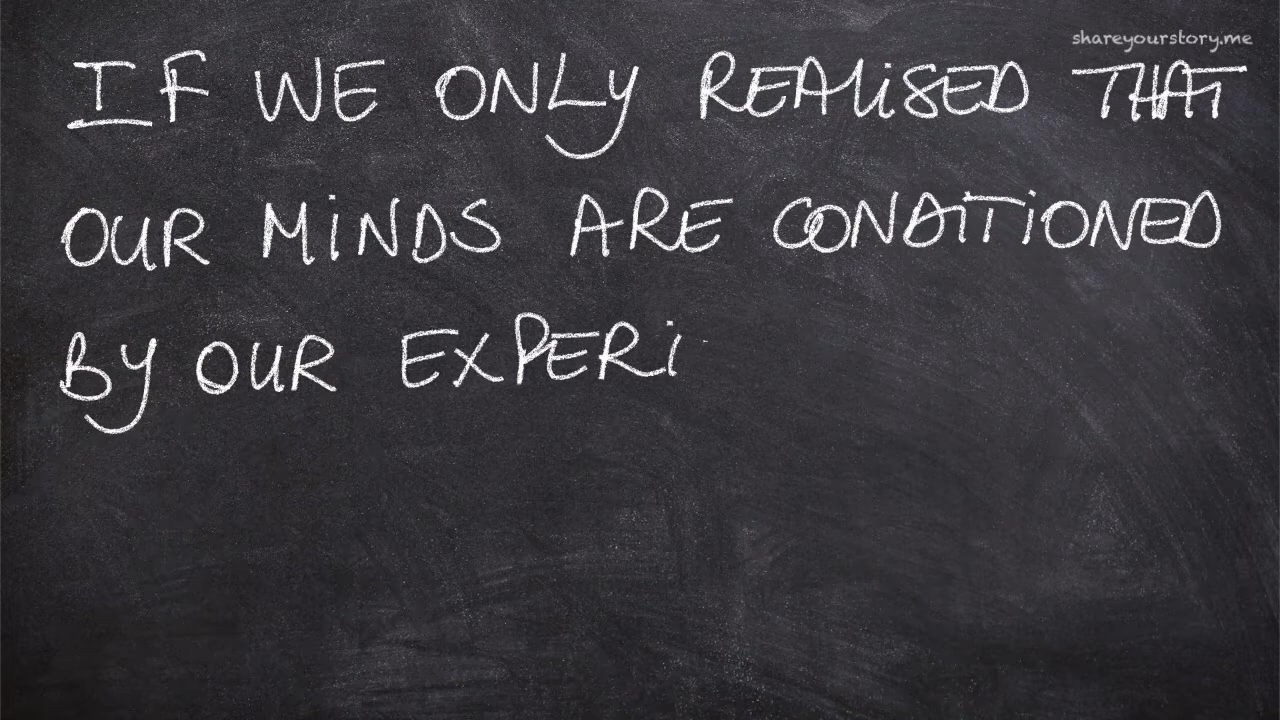 shareyourstory.me
IF WE ONLY REALiSED THAT
OUR MiNDS ARE CONDiTiONED
BY OUR EXPERi